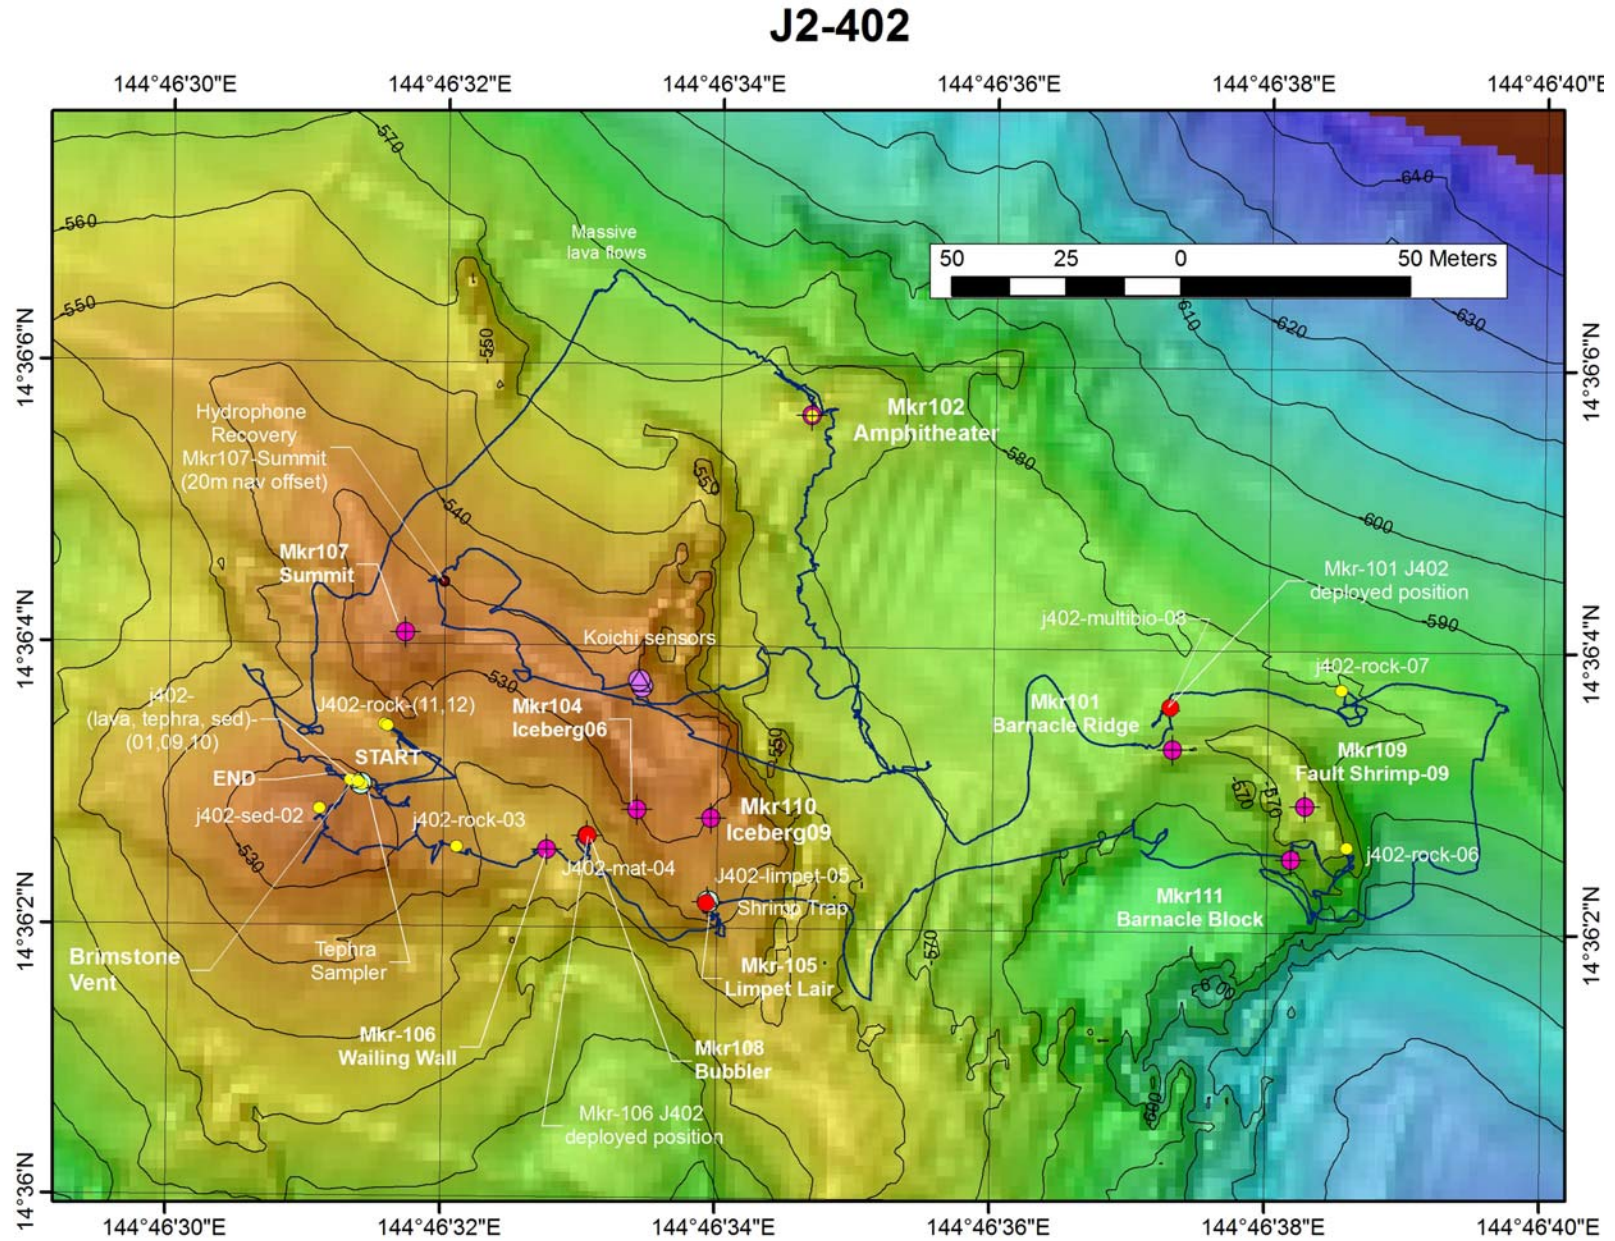 J2-402
144°46'30"E
144°46'32"E
144°46'34"E
144°46'36"E
144°46'38"E
144°46'40"E
-570
-640
-560
Massive
lava flows
50
25
0
50 Meters
-550
-550
-610
-620
-630
14°36'6"N
14°36'6"N
Hydrophone
Recovery
Mkr107-Summit
(20m nav offset)
Mkr102
Amphitheater
-580
-550
-540
-600
Mkr107
Summit
Mkr-101 J402
deployed position
j402-multibio-08
-590
14°36'4"N
14°36'4"N
Koichi sensors
j402-rock-07
-530
j402-
(lava, tephra, sed)-
(01,09,10)
J402-rock-(11,12)
Mkr104
Iceberg06
Mkr101
Barnacle Ridge
-550
START
END
Mkr109
Fault Shrimp-09
-570
-570
j402-sed-02
j402-rock-03
Mkr110
Iceberg09
-530
J402-mat-04
J402-limpet-05
Shrimp Trap
j402-rock-06
Mkr111
Barnacle Block
14°36'2"N
14°36'2"N
-570
Brimstone
Vent
Tephra
Sampler
Mkr-105
Limpet Lair
-600
Mkr-106
Wailing Wall
Mkr108
Bubbler
-600
Mkr-106 J402
deployed position
14°36'N
14°36'N
144°46'30"E
144°46'32"E
144°46'34"E
144°46'36"E
144°46'38"E
144°46'40"E